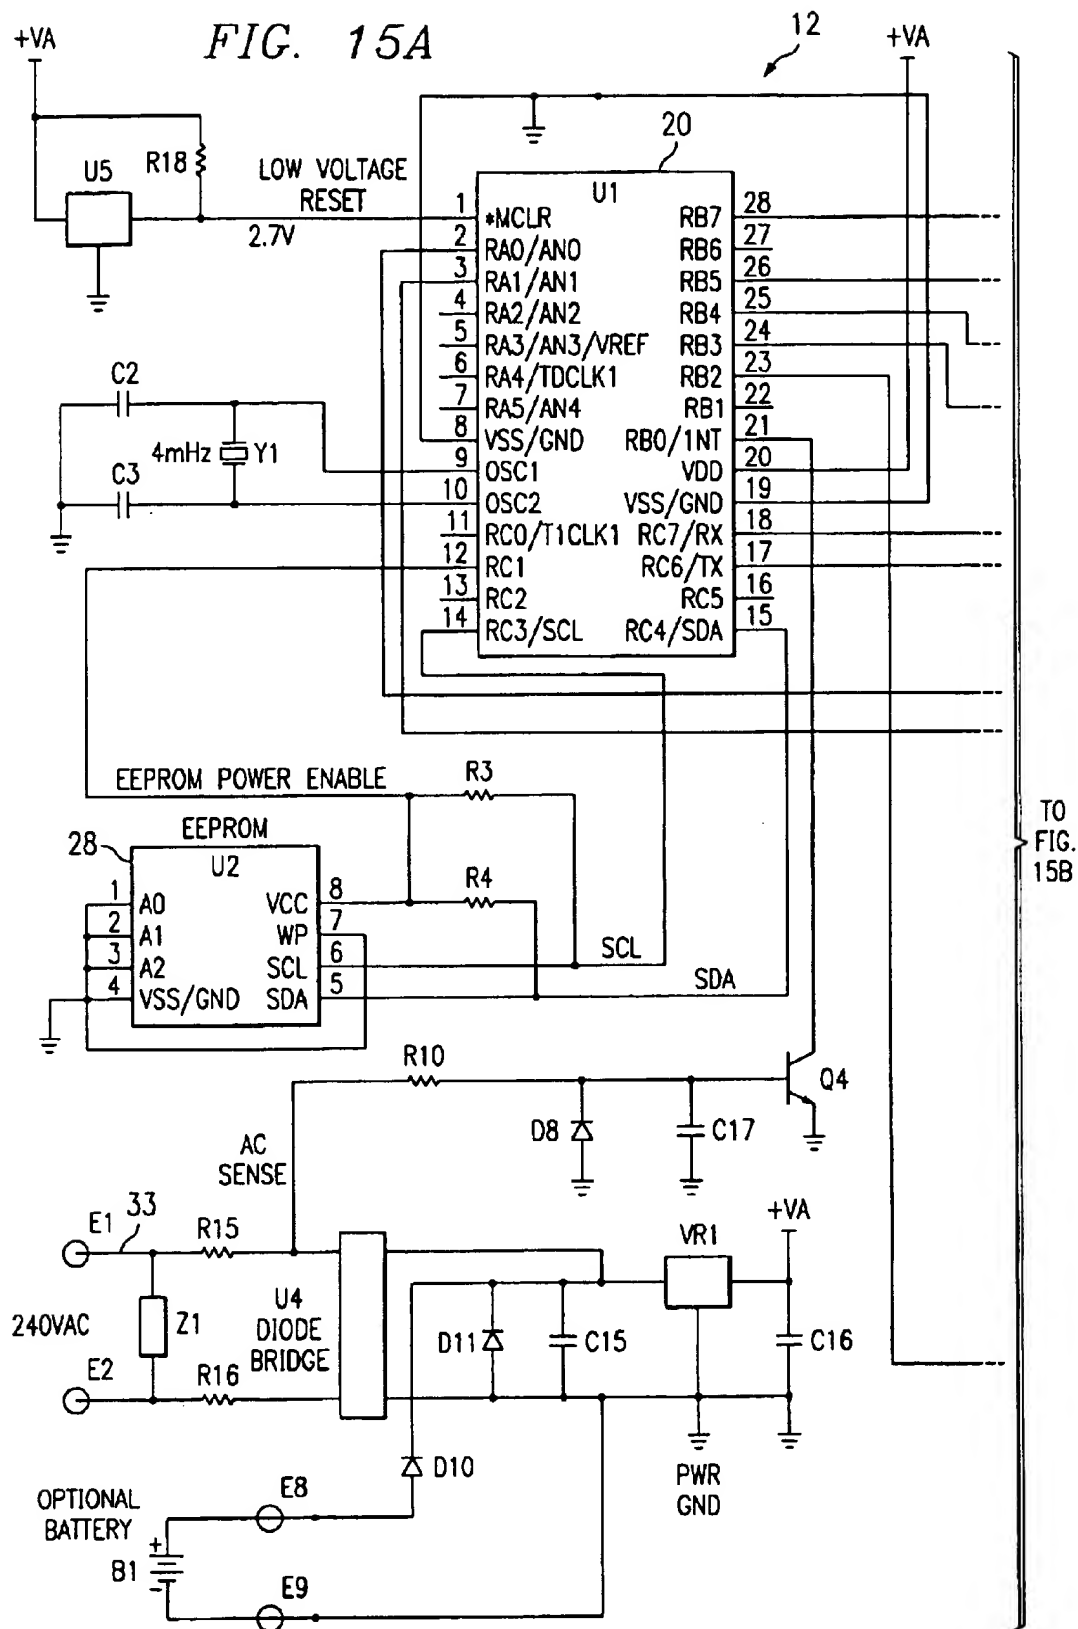 FIG. 15A
+VA
12
+VA
20
R18
U5
LOW VOLTAGE
RESET
2.7V
U1
1 *MCLR
2 RA0/AN0
3 RA1/AN1
4 RA2/AN2
5 RA3/AN3/VREF
6 RA4/TDCLK1
7 RA5/AN4
8 VSS/GND
9 OSC1
10 OSC2
11 RC0/T1CLK1
12 RC1
13 RC2
14 RC3/SCL
RB7 28
RB6 27
RB5 26
RB4 25
RB3 24
RB2 23
RB1 22
RB0/1NT 21
VDD 20
VSS/GND 19
RC7/RX 18
RC6/TX 17
RC5 16
RC4/SDA 15
C2
4mHz Y1
C3
EEPROM POWER ENABLE
R3
EEPROM
28
U2
R4
1 A0
2 A1
3 A2
4 VSS/GND
VCC 8
WP 7
SCL 6
SDA 5
SCL
SDA
TO
FIG.
15B
R10
Q4
D8
C17
AC
SENSE
E1
33
R15
240VAC
Z1
E2
R16
U4
DIODE
BRIDGE
D11
C15
VR1
+VA
C16
D10
PWR
GND
OPTIONAL
BATTERY
E8
+
B1
-
E9